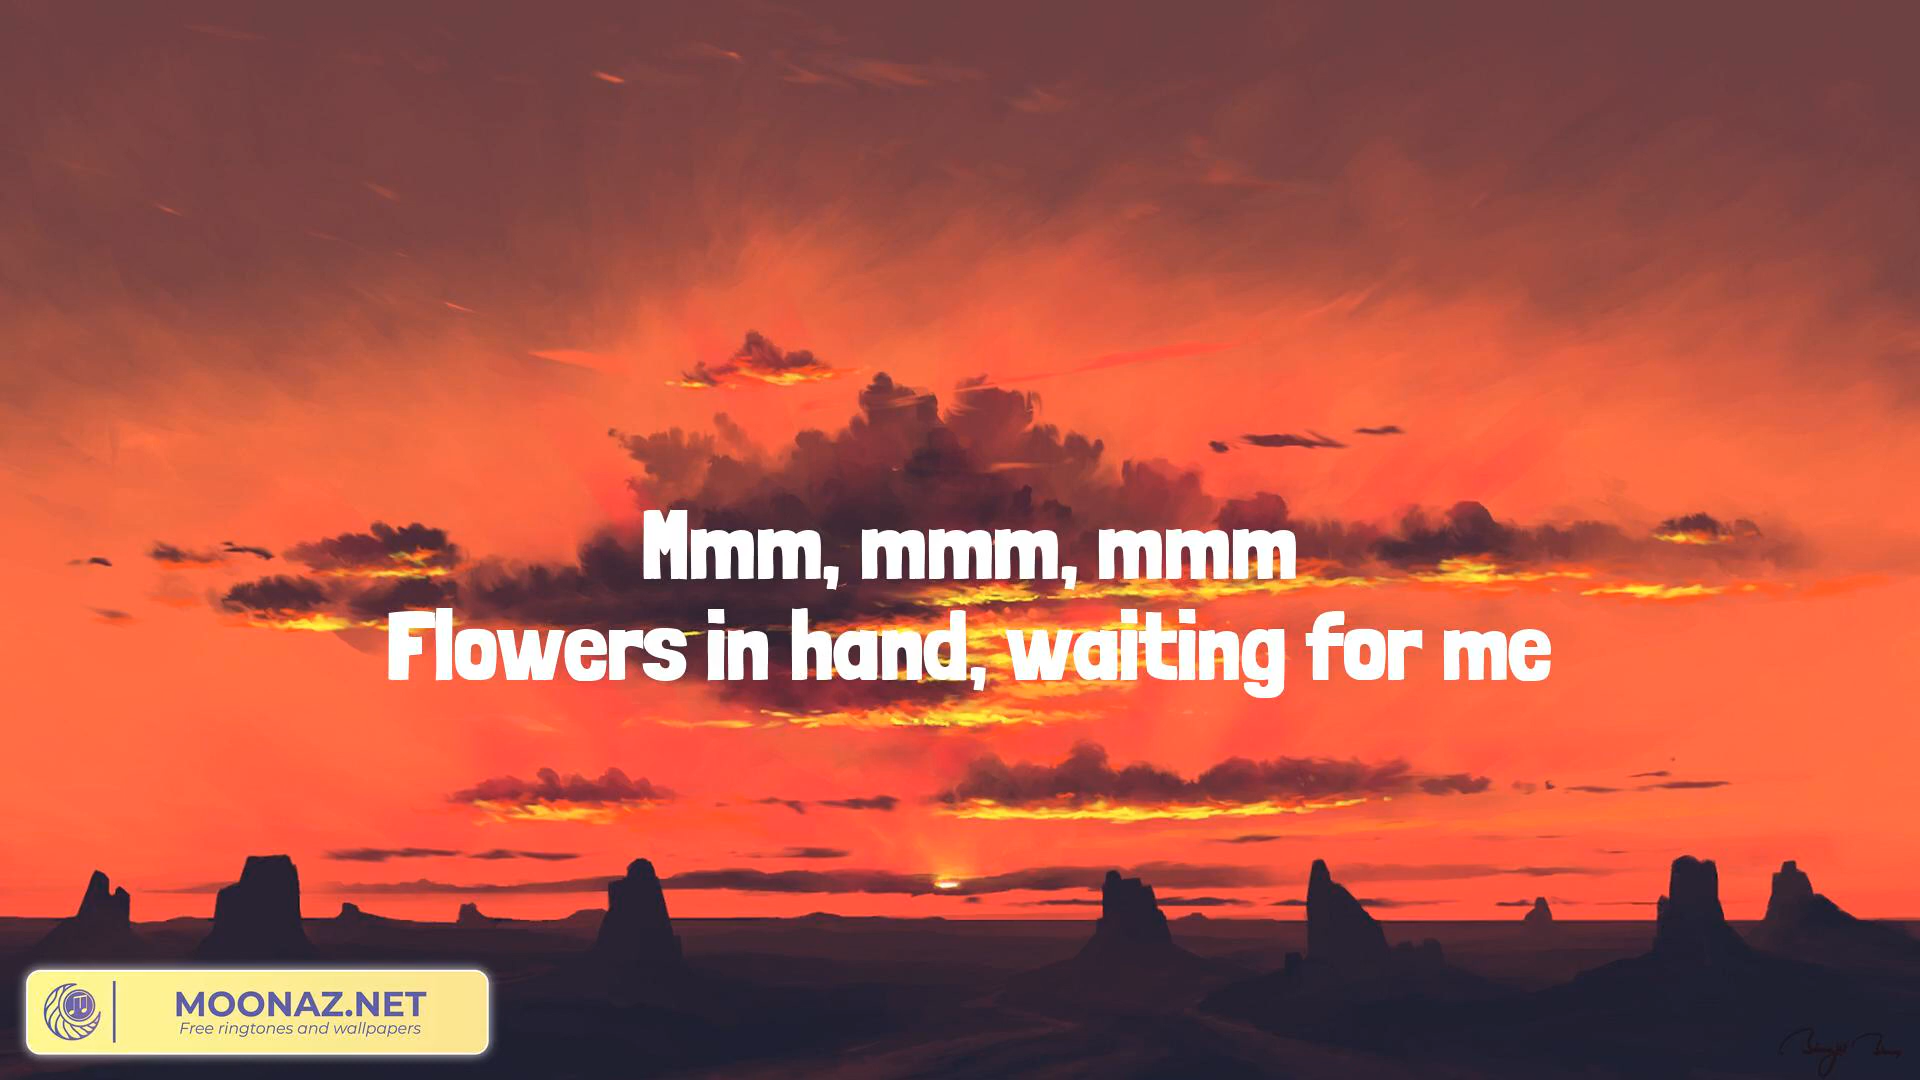 Mmm, mmm, mmm
Flowers in hand, waiting for me
MOONAZ.NET
Free ringtones and wallpapers